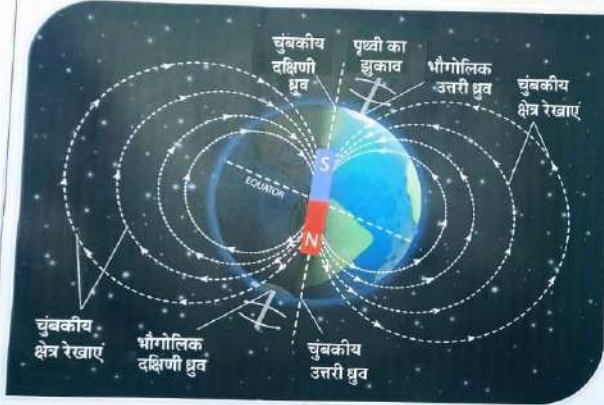 चुंबकीय
दक्षिणी
ध्रुव
पृथ्वी का
झुकाव
भौगोलिक
उत्तरी ध्रुव
चुंबकीय
क्षेत्र रेखाएं
S
EQUATOR
N
चुंबकीय
क्षेत्र रेखाएं
भौगोलिक
दक्षिणी ध्रुव
चुंबकीय
उत्तरी ध्रुव